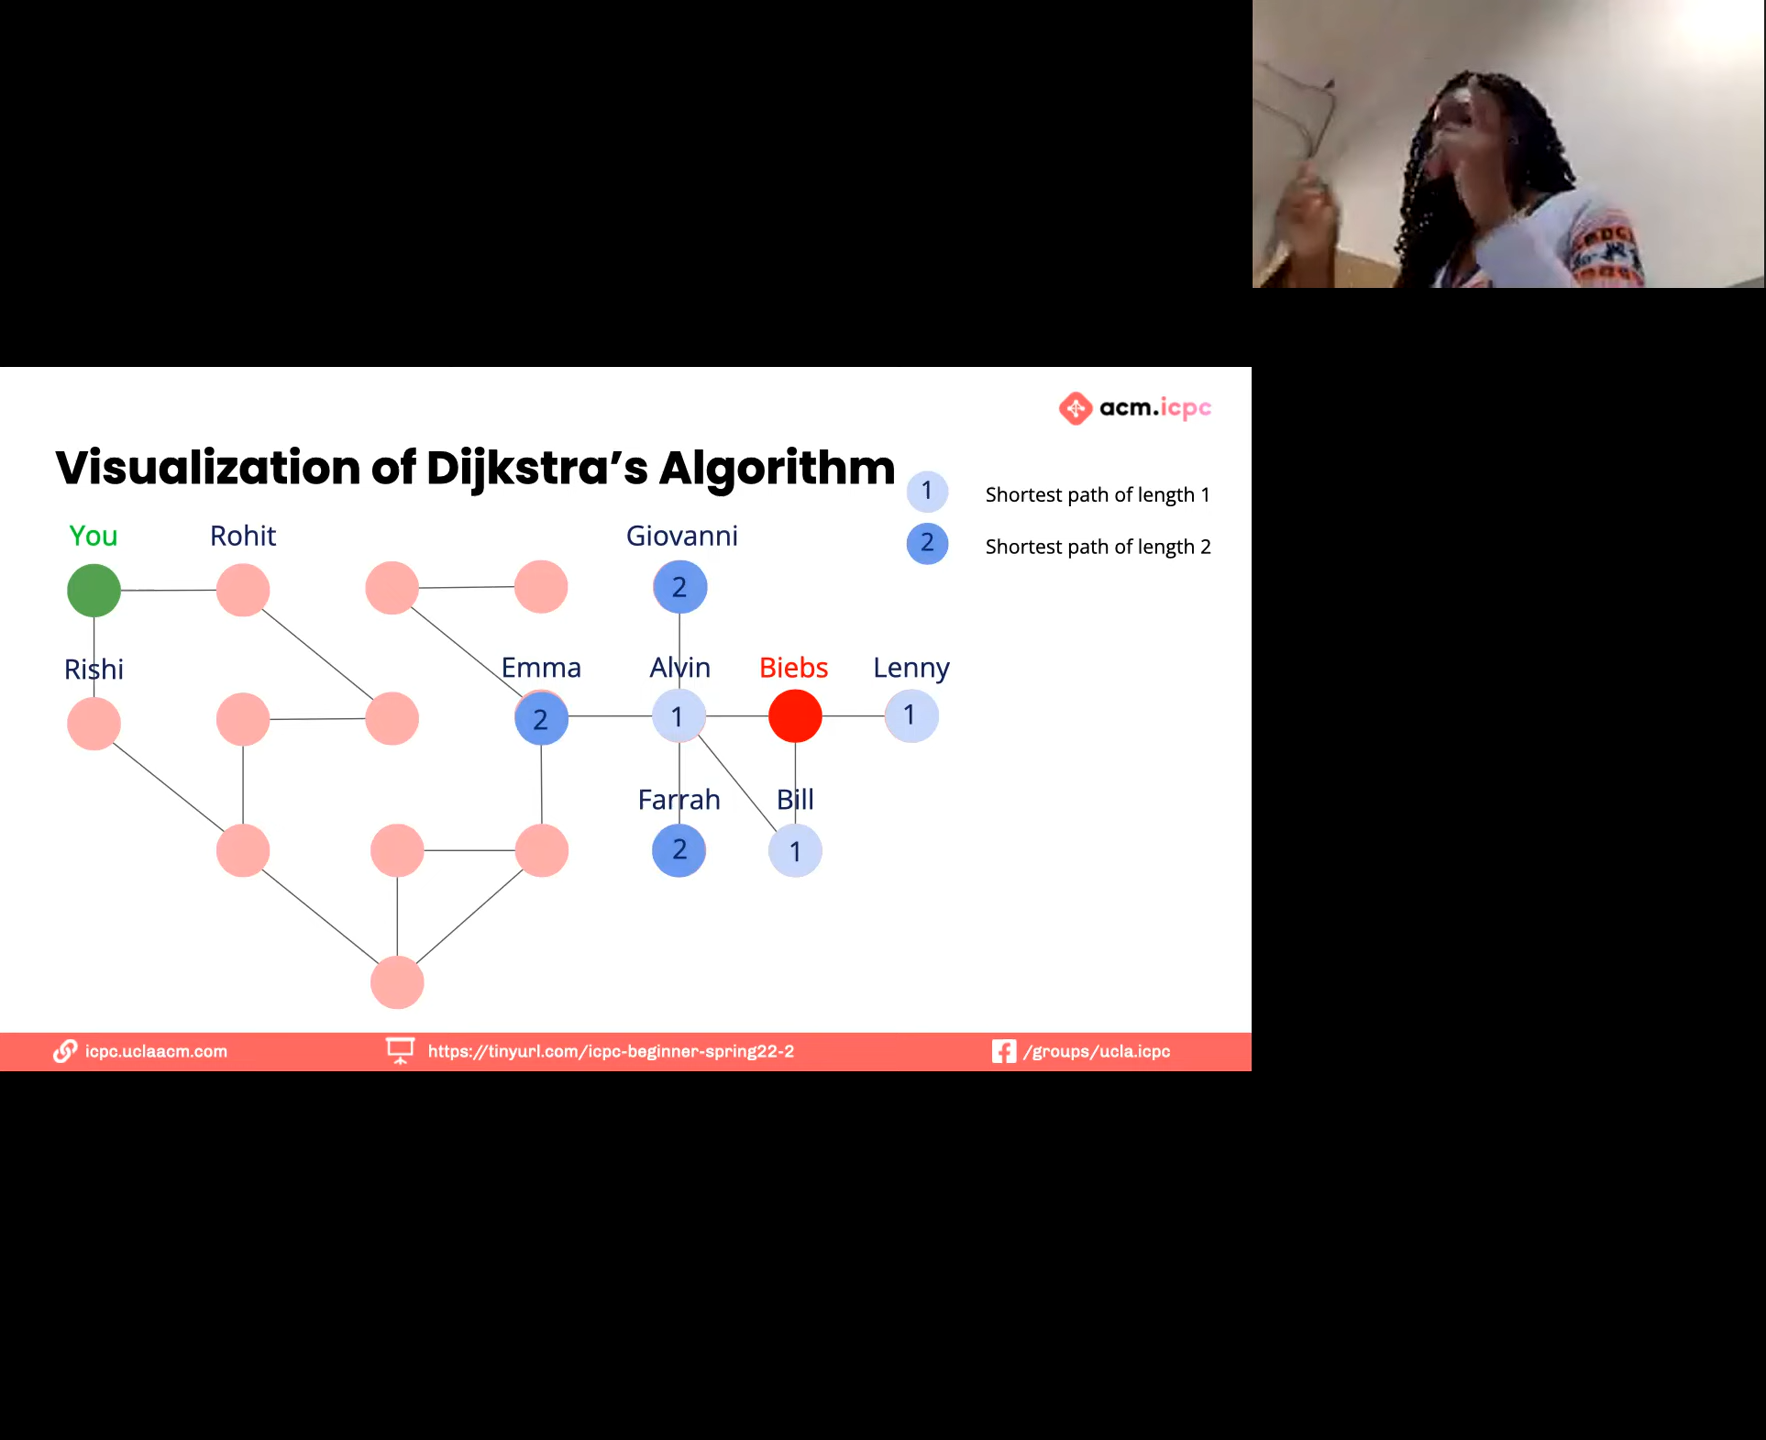 acm.icpc
Visualization of Dijkstra's Algorithm
1 Shortest path of length 1
2 Shortest path of length 2
You Rohit Giovanni
2
Rishi Emma Alvin Biebs Lenny
2 1 1
Farrah Bill
2 1
icpc.uclaacm.com https://tinyurl.com/icpc-beginner-spring22-2 /groups/ucla.icpc